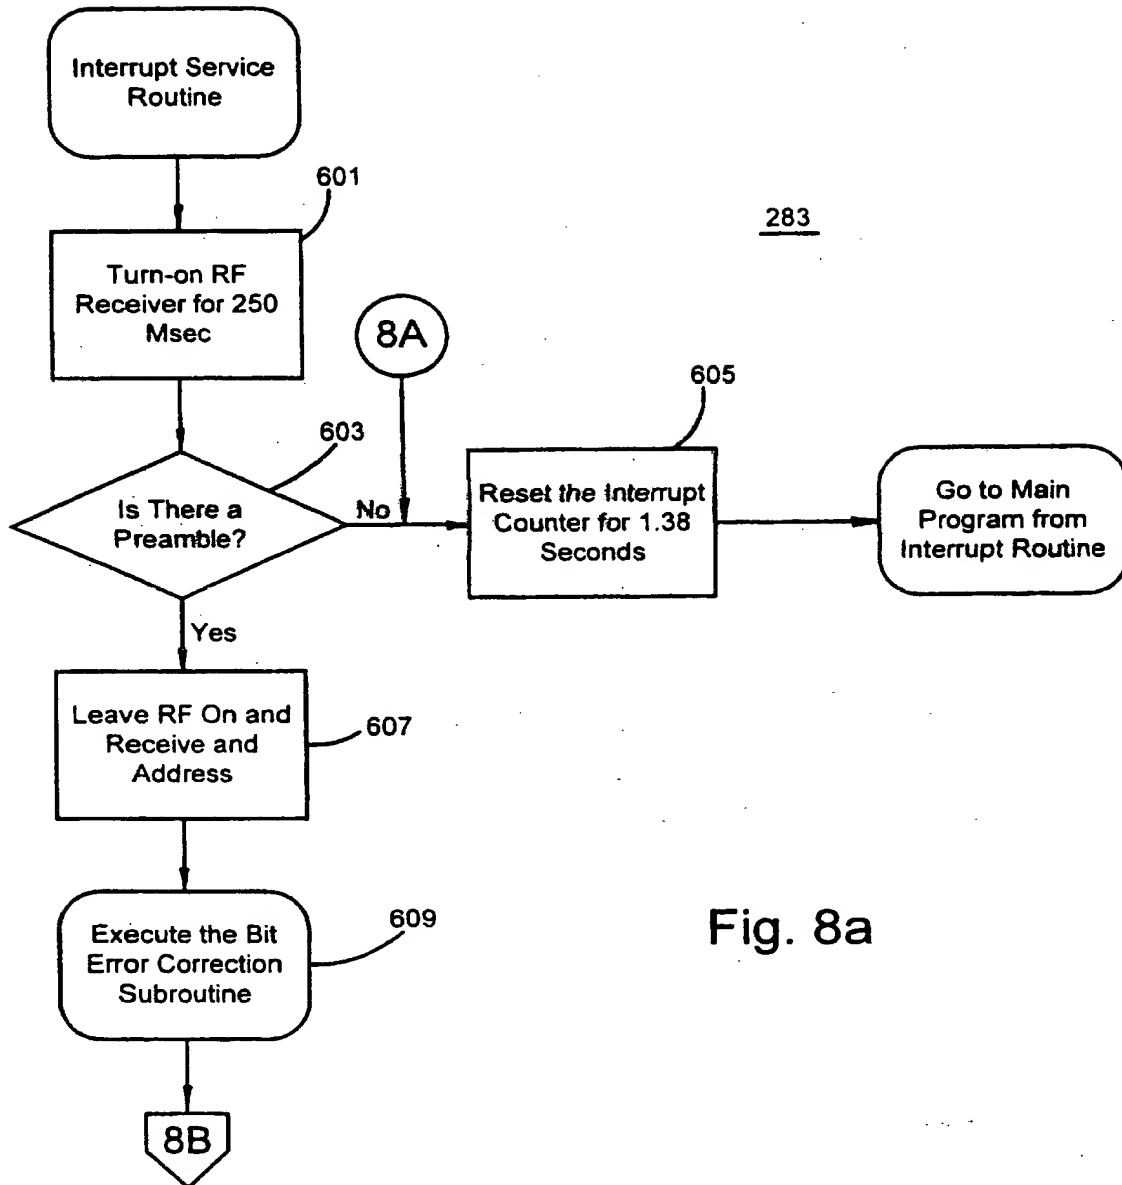 Interrupt Service
Routine
601
283
Turn-on RF
Receiver for 250
Msec
8A
605
603
Is There a
Preamble?
No
Reset the Interrupt
Counter for 1.38
Seconds
Go to Main
Program from
Interrupt Routine
Yes
Leave RF On and
Receive and
Address
607
Execute the Bit
Error Correction
Subroutine
609
Fig. 8a
8B